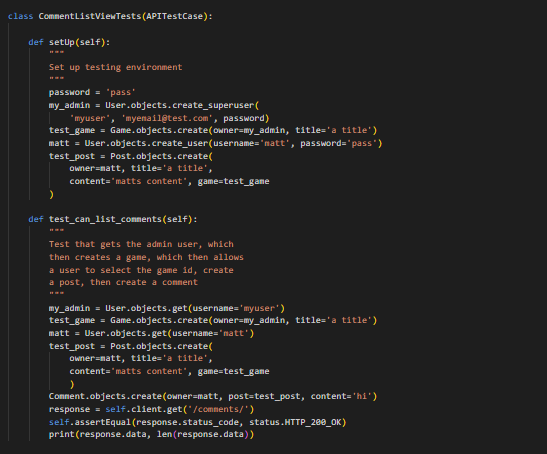 class CommentListViewTests(APITestCase):
def setUp(self):
"""
Set up testing environment
"""
password = 'pass'
my_admin = User.objects.create_superuser(
'myuser', 'myemail@test.com', password)
test_game = Game.objects.create(owner=my_admin, title='a title')
matt = User.objects.create_user(username='matt', password='pass')
test_post = Post.objects.create(
owner=matt, title='a title',
content='matts content', game=test_game
)
def test_can_list_comments(self):
"""
Test that gets the admin user, which
then creates a game, which then allows
a user to select the game id, create
a post, then create a comment
"""
my_admin = User.objects.get(username='myuser')
test_game = Game.objects.create(owner=my_admin, title='a title')
matt = User.objects.get(username='matt')
test_post = Post.objects.create(
owner=matt, title='a title',
content='matts content', game=test_game
)
Comment.objects.create(owner=matt, post=test_post, content='hi')
response = self.client.get('/comments/')
self.assertEqual(response.status_code, status.HTTP_200_OK)
print(response.data, len(response.data))